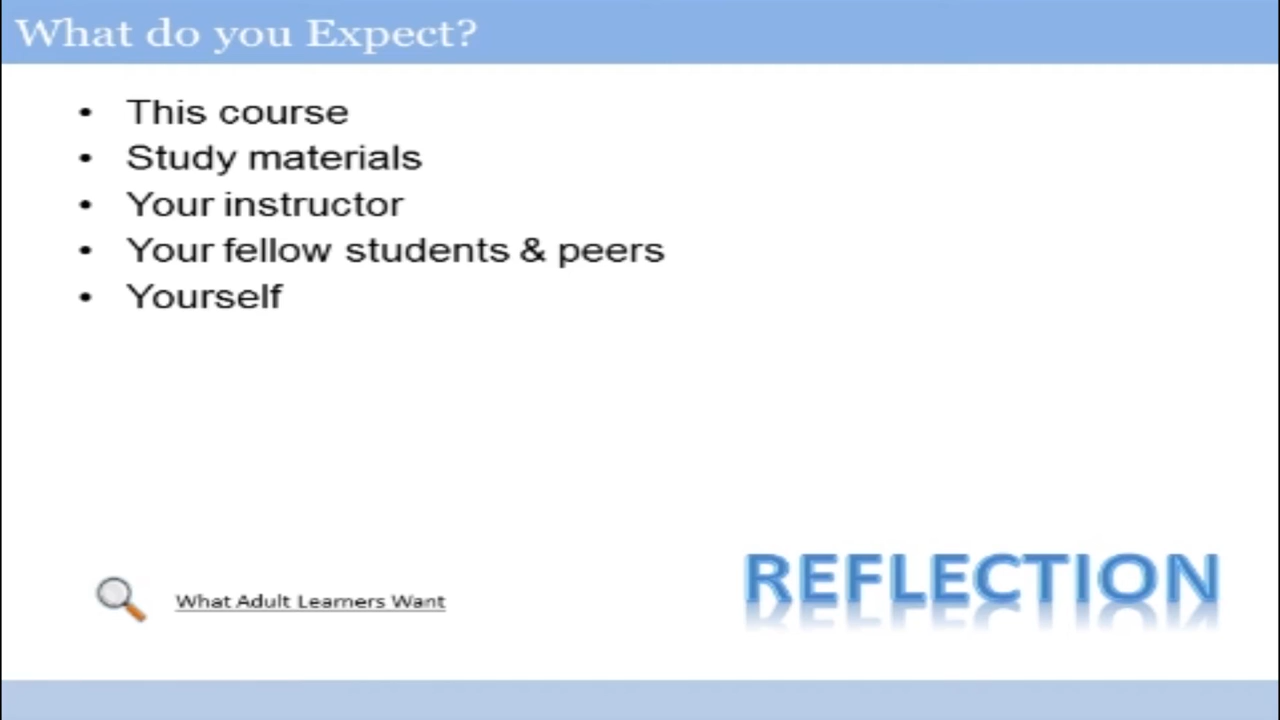 What do you Expect?
• This course
• Study materials
• Your instructor
• Your fellow students & peers
• Yourself
What Adult Learners Want
REFLECTION